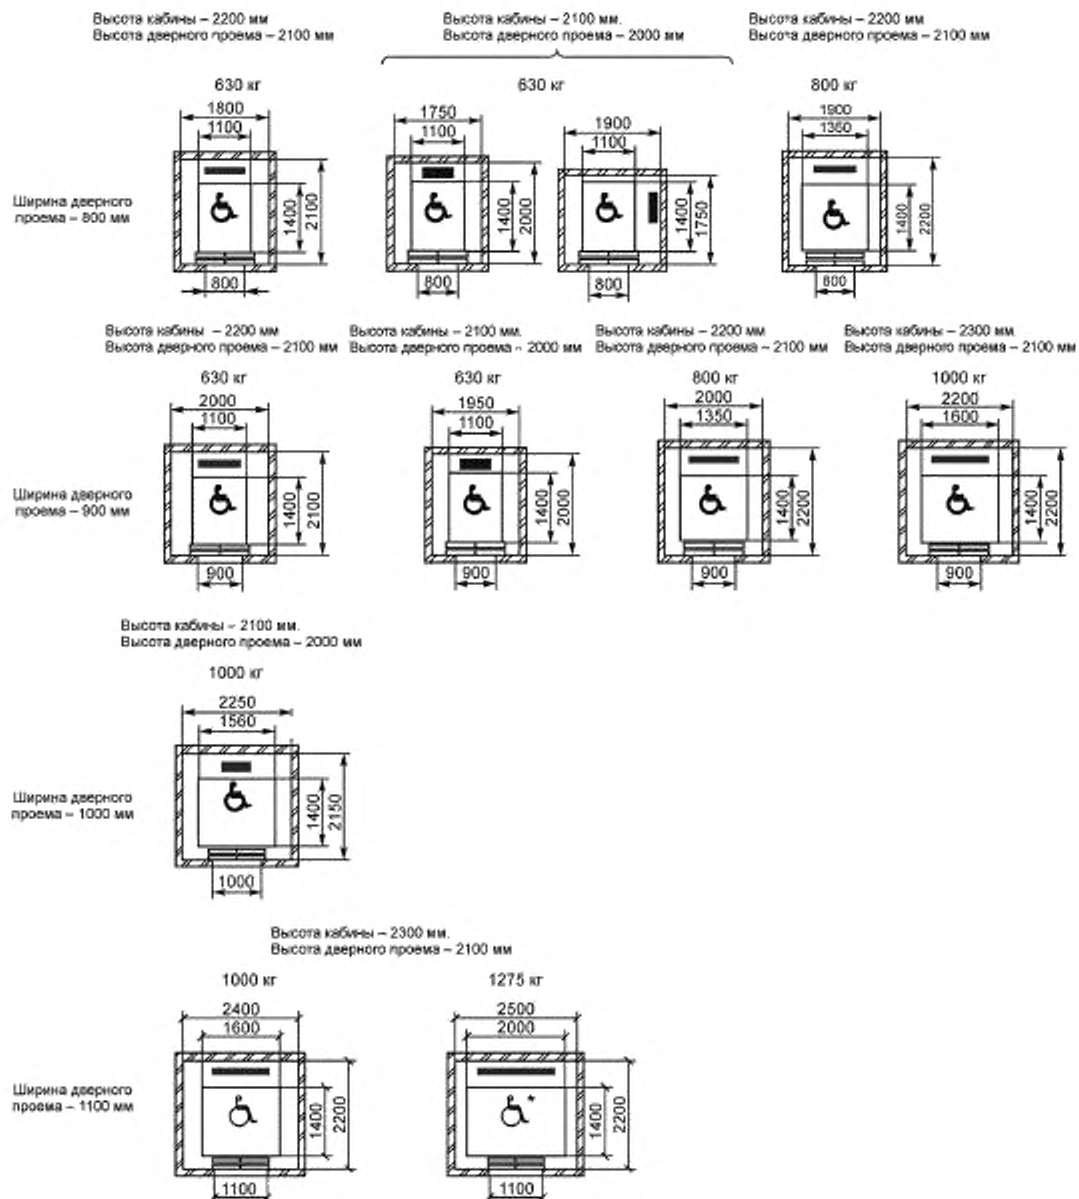 Высота кабины – 2200 мм
Высота дверного проема – 2100 мм
Высота кабины – 2100 мм.
Высота дверного проема – 2000 мм
Высота кабины – 2200 мм
Высота дверного проема – 2100 мм
630 кг
630 кг
800 кг
Ширина дверного
проема – 800 мм
1800
1100
1400
2100
800
1750
1100
1400
2000
800
1900
1100
1400
1750
800
1900
1350
1400
2200
800
Высота кабины – 2200 мм
Высота дверного проема – 2100 мм
Высота кабины – 2100 мм.
Высота дверного проема – 2000 мм
Высота кабины – 2200 мм
Высота дверного проема – 2100 мм
Высота кабины – 2300 мм.
Высота дверного проема – 2100 мм
630 кг
630 кг
800 кг
1000 кг
Ширина дверного
проема – 900 мм
2000
1100
1400
2100
900
1950
1100
1400
2000
900
2000
1350
1400
2200
900
2200
1600
1400
2200
900
Высота кабины – 2100 мм.
Высота дверного проема – 2000 мм
1000 кг
Ширина дверного
проема – 1000 мм
2250
1560
1400
2150
1000
Высота кабины – 2300 мм.
Высота дверного проема – 2100 мм
1000 кг
1275 кг
Ширина дверного
проема – 1100 мм
2400
1600
1400
2200
1100
2500
2000
*
1400
2200
1100